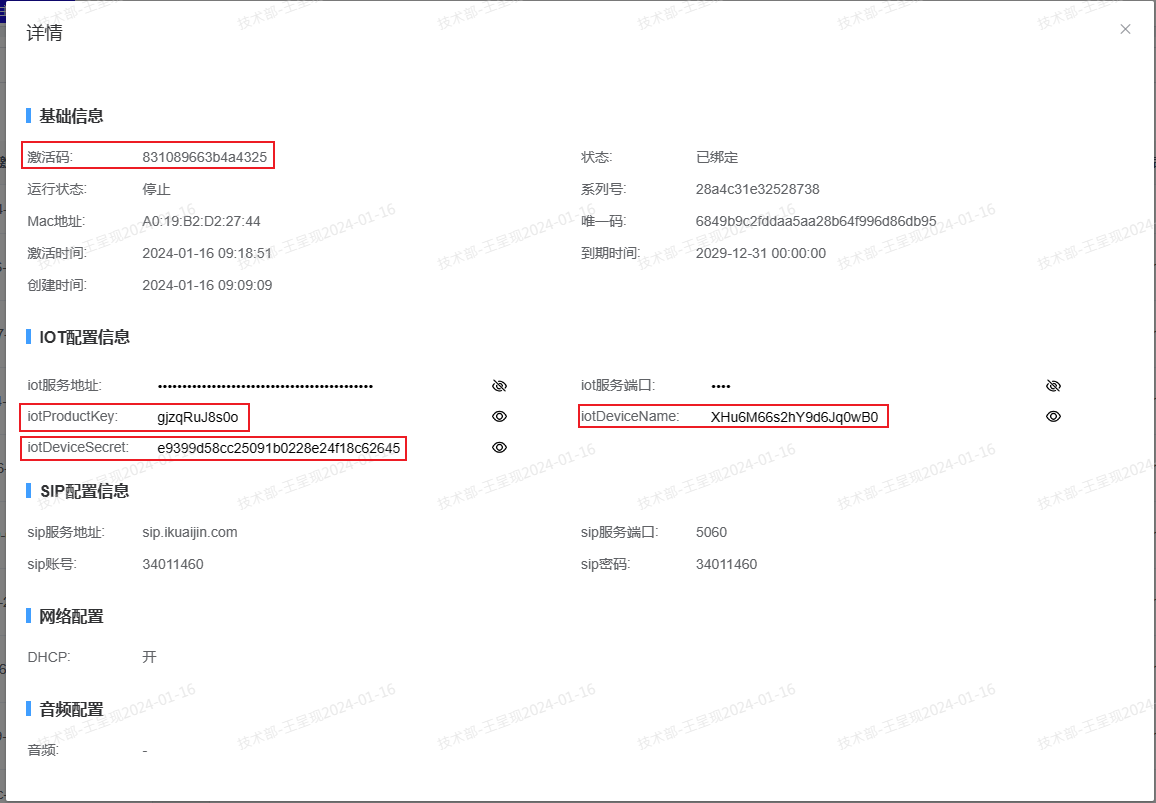 详情
基础信息
激活码: 831089663b4a4325 状态: 已绑定
运行状态: 停止 系列号: 28a4c31e32528738
Mac地址: A0:19:B2:D2:27:44 唯一码: 6849b9c2fddaa5aa28b64f996d86db95
激活时间: 2024-01-16 09:18:51 到期时间: 2029-12-31 00:00:00
创建时间: 2024-01-16 09:09:09
IOT配置信息
iot服务地址: •••••••••••••••••••••••••••••••••••••••••••• iot服务端口: ••••
iotProductKey: gjzqRuJ8s0o iotDeviceName: XHu6M66s2hY9d6Jq0wB0
iotDeviceSecret: e9399d58cc25091b0228e24f18c62645
SIP配置信息
sip服务地址: sip.ikuaijin.com sip服务端口: 5060
sip账号: 34011460 sip密码: 34011460
网络配置
DHCP: 开
音频配置
音频: -
技术部-王呈现2024-01-16